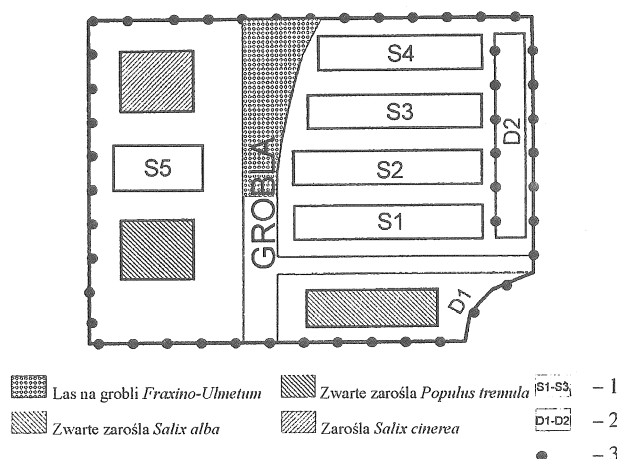 S4
S3
D2
GROBLA
S5
S2
S1
D1
Las na grobli Fraxino-Ulmetum
Zwarte zarośla Populus tremula
S1-S3 – 1
Zwarte zarośla Salix alba
Zarośla Salix cinerea
D1-D2 – 2
– 3